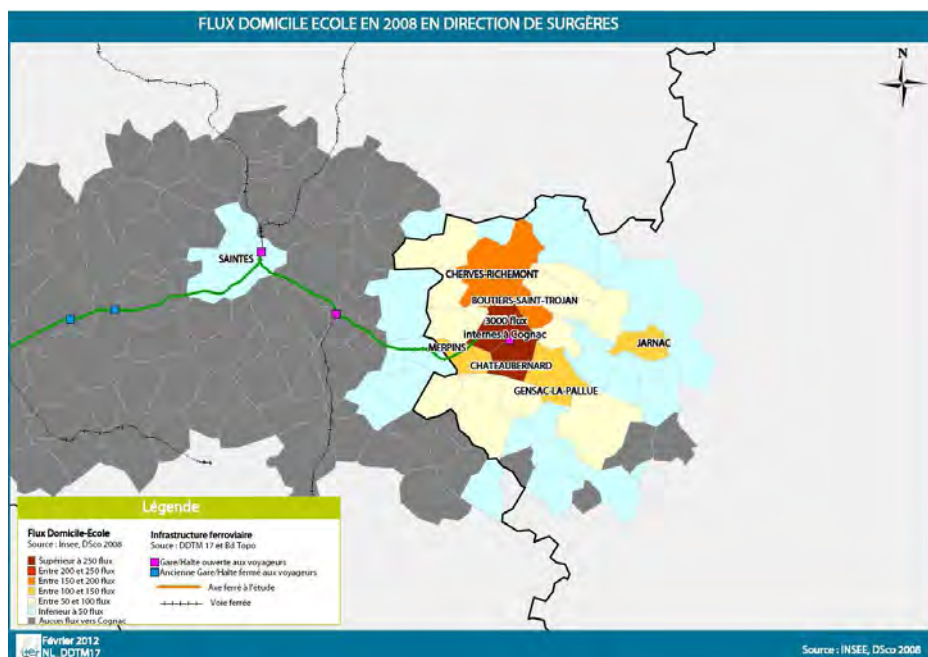 FLUX DOMICILE ECOLE EN 2008 EN DIRECTION DE SURGÈRES
N
SAINTES
CHERVES-RICHEMONT
BOUTIERS-SAINT-TROJAN
3000 flux
internes à Cognac
MERPINS
JARNAC
CHATEAUBERNARD
GENSAC-LA-PALLUE
Légende
Flux Domicile-Ecole
Source : Insee, DSco 2008
Supérieur à 250 flux
Entre 200 et 250 flux
Entre 150 et 200 flux
Entre 100 et 150 flux
Entre 50 et 100 flux
Inférieur à 50 flux
Aucun flux vers Cognac
Infrastructure ferroviaire
Souce : DDTM 17 et Bd Topo
Gare/Halte ouverte aux voyageurs
Ancienne Gare/Halte fermé aux voyageurs
Axe ferré à l'étude
Voie ferrée
Février 2012
NL_DDTM17
Source : INSEE, DSco 2008